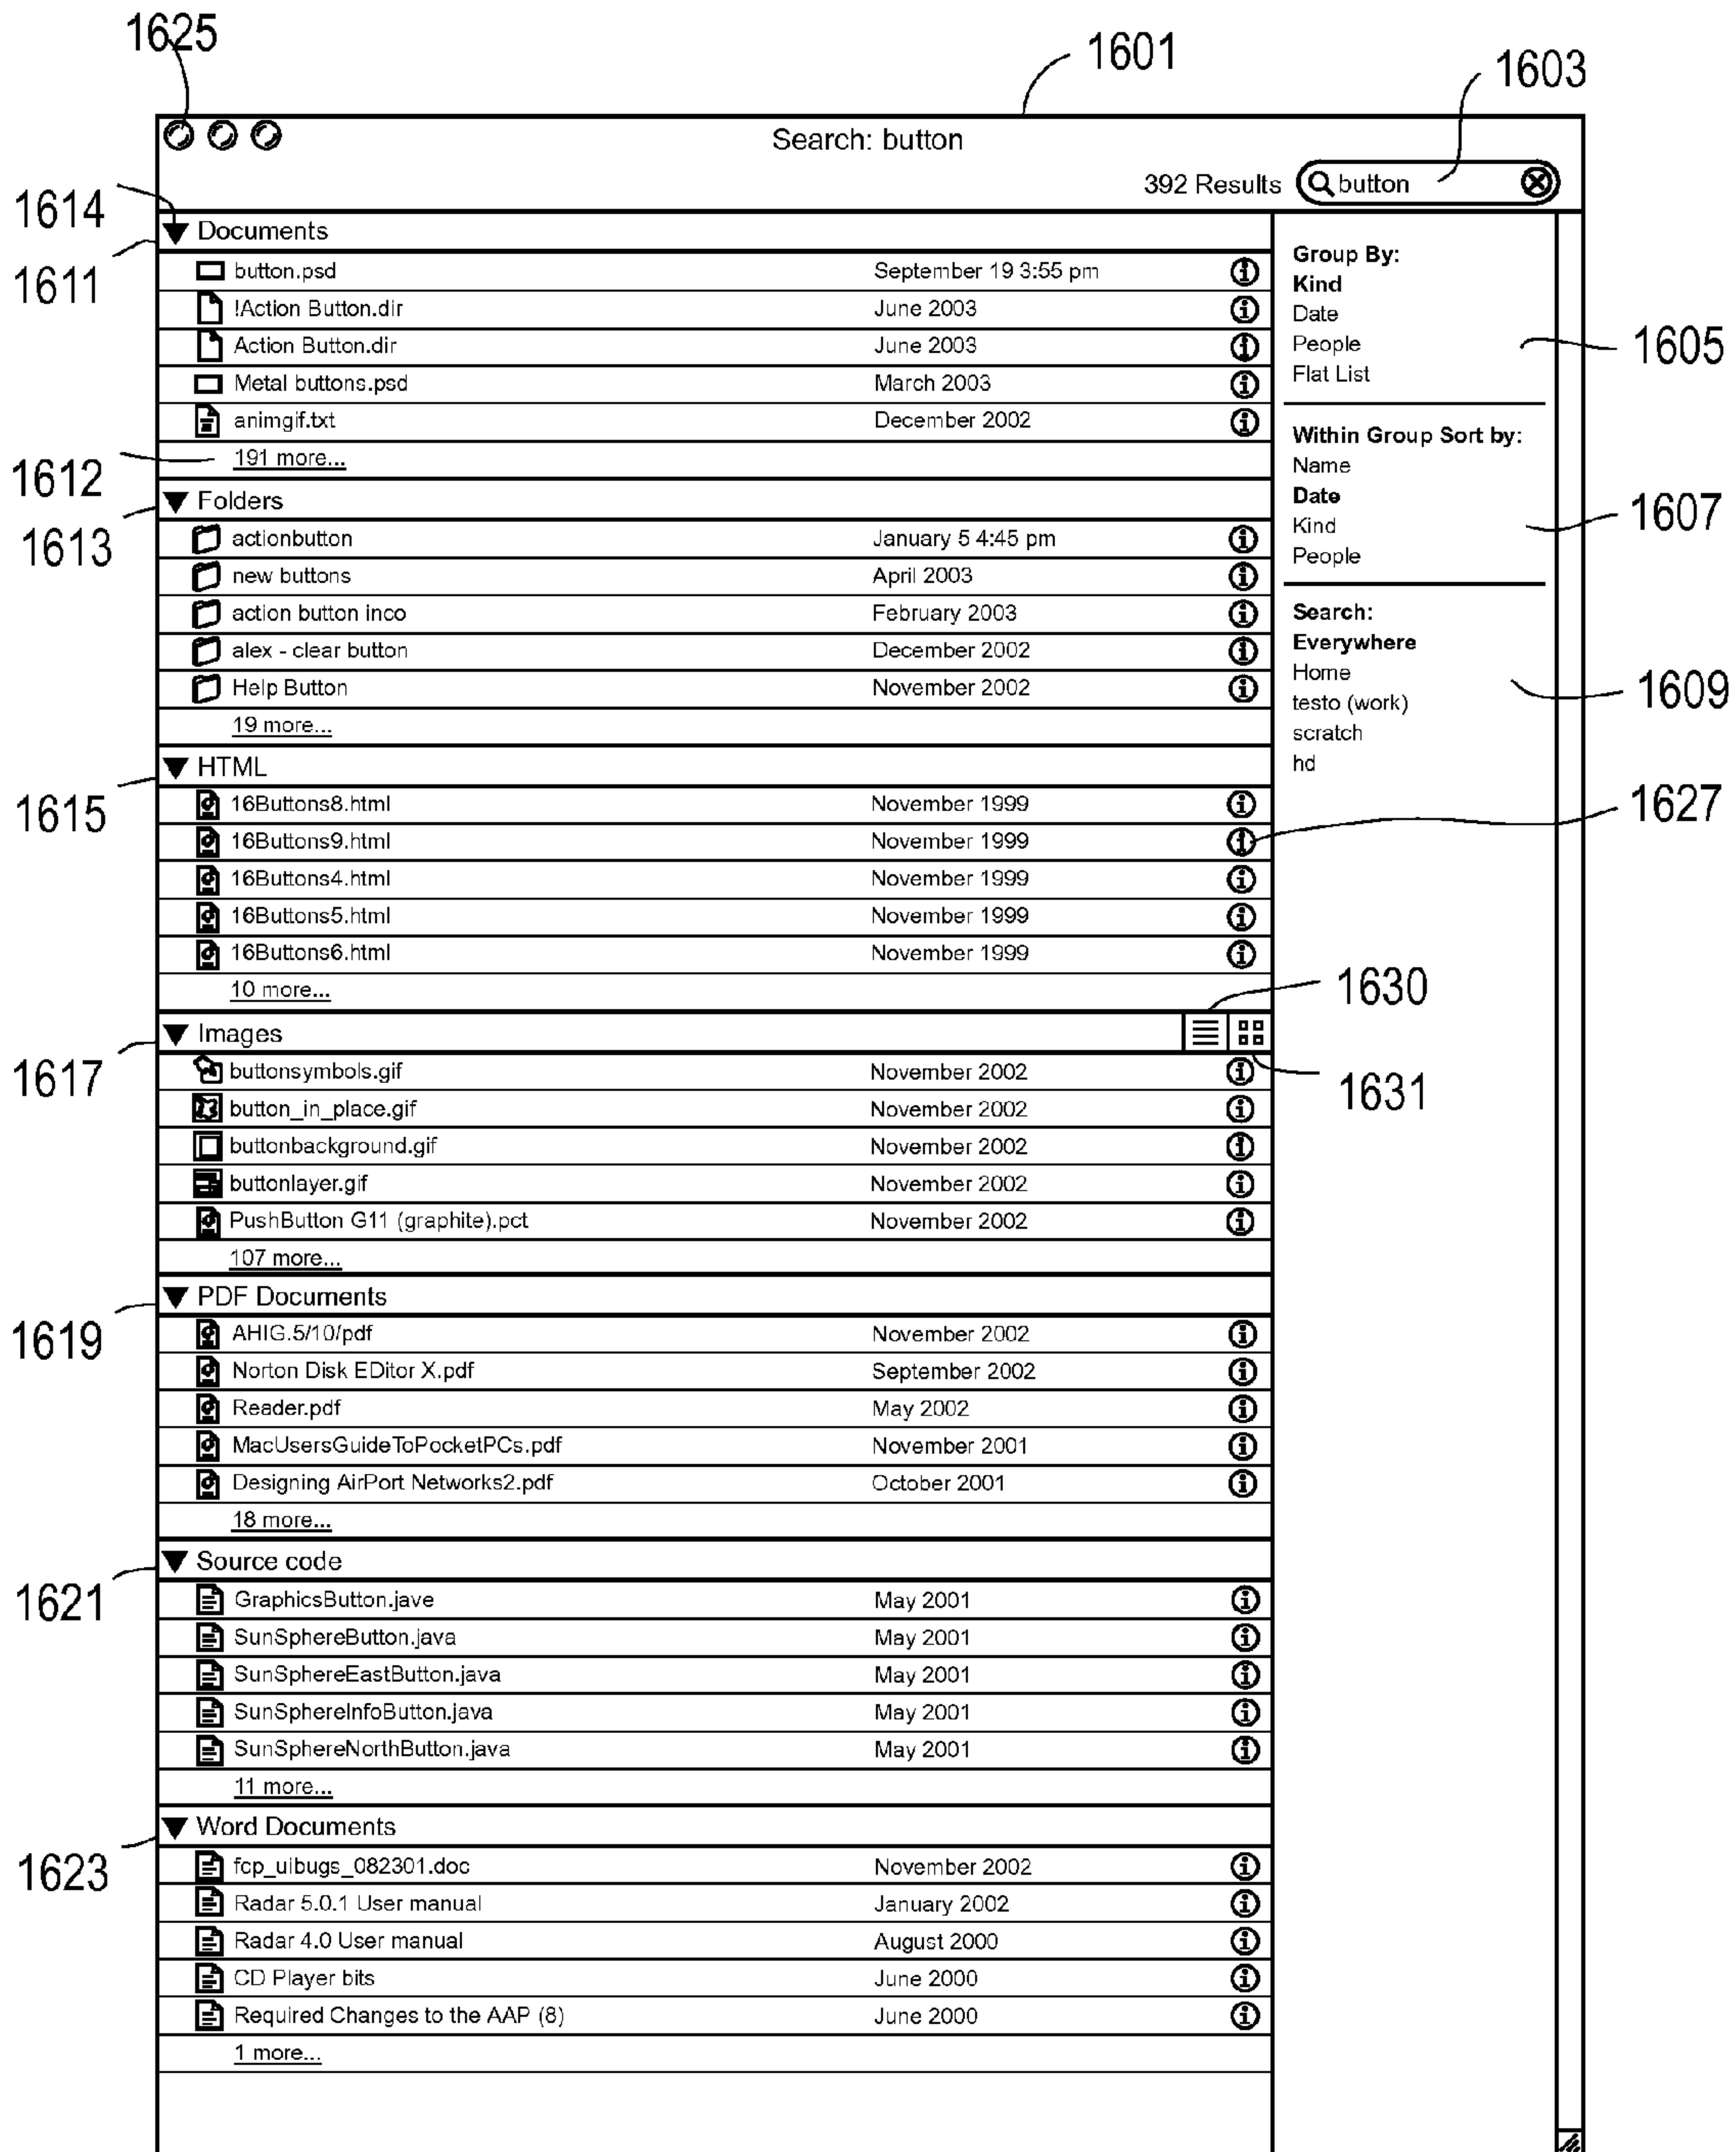 1625
1601
1603
Search: button
392 Results
button
1614
1611
Documents
button.psd September 19 3:55 pm
!Action Button.dir June 2003
Action Button.dir June 2003
Metal buttons.psd March 2003
animgif.txt December 2002
191 more...
1612
1613
Folders
actionbutton January 5 4:45 pm
new buttons April 2003
action button inco February 2003
alex - clear button December 2002
Help Button November 2002
19 more...
1615
HTML
16Buttons8.html November 1999
16Buttons9.html November 1999
16Buttons4.html November 1999
16Buttons5.html November 1999
16Buttons6.html November 1999
10 more...
1617
Images
1630
1631
buttonsymbols.gif November 2002
button_in_place.gif November 2002
buttonbackground.gif November 2002
buttonlayer.gif November 2002
PushButton G11 (graphite).pct November 2002
107 more...
1619
PDF Documents
AHIG.5/10/pdf November 2002
Norton Disk EDitor X.pdf September 2002
Reader.pdf May 2002
MacUsersGuideToPocketPCs.pdf November 2001
Designing AirPort Networks2.pdf October 2001
18 more...
1621
Source code
GraphicsButton.jave May 2001
SunSphereButton.java May 2001
SunSphereEastButton.java May 2001
SunSphereInfoButton.java May 2001
SunSphereNorthButton.java May 2001
11 more...
1623
Word Documents
fcp_uibugs_082301.doc November 2002
Radar 5.0.1 User manual January 2002
Radar 4.0 User manual August 2000
CD Player bits June 2000
Required Changes to the AAP (8) June 2000
1 more...
Group By:
Kind
Date
People
Flat List
1605
Within Group Sort by:
Name
Date
Kind
People
1607
Search:
Everywhere
Home
testo (work)
scratch
hd
1609
1627